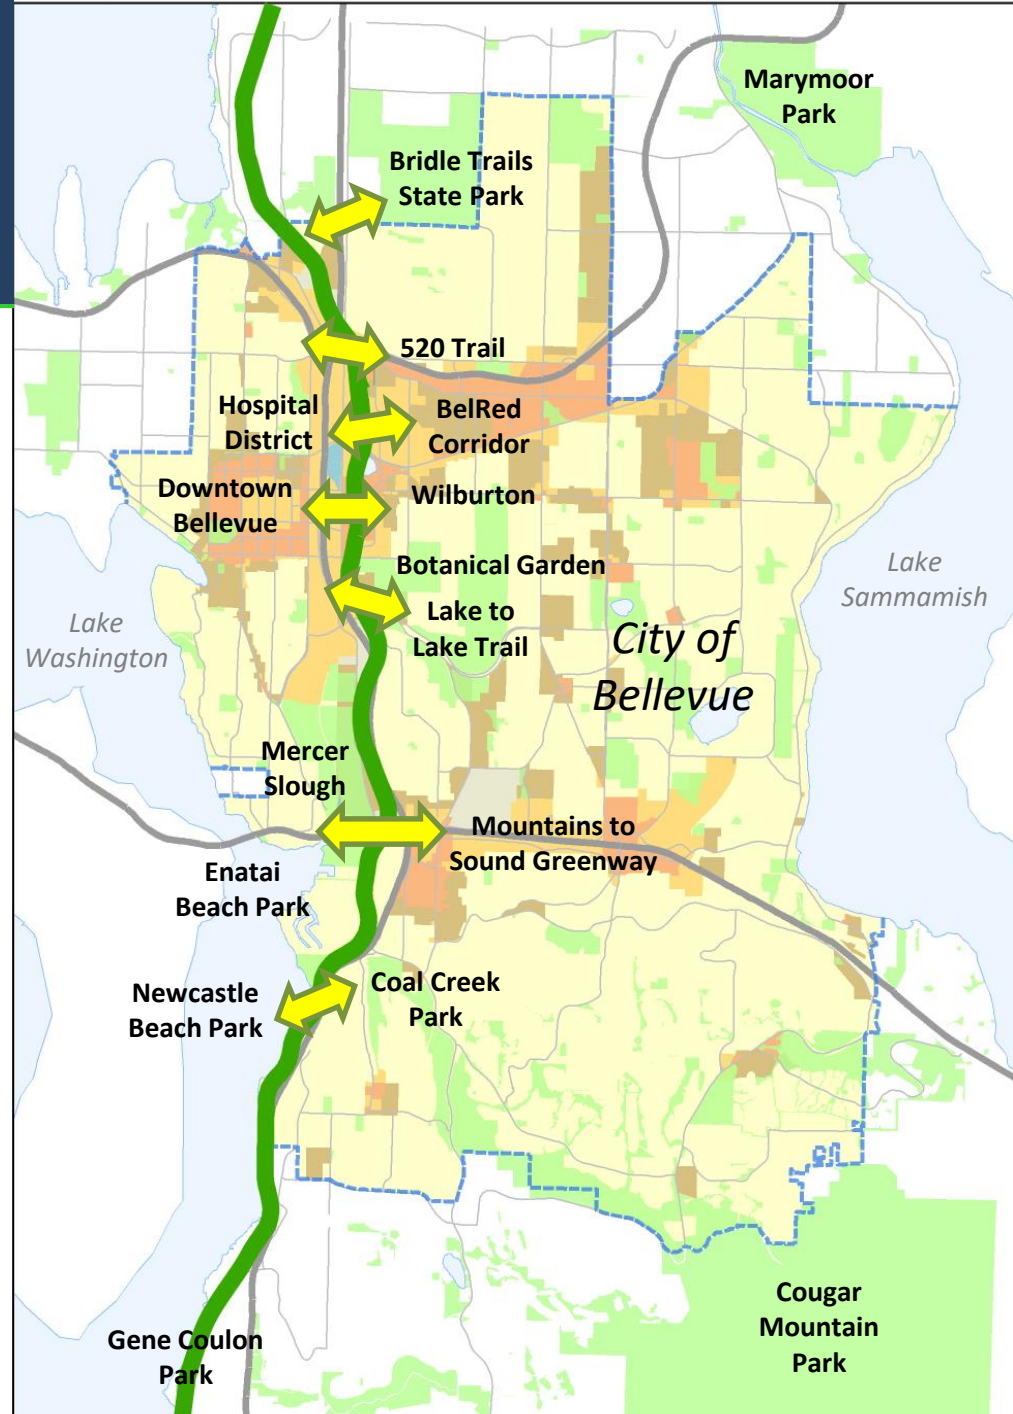 Marymoor
Park
Bridle Trails
State Park
520 Trail
Hospital
District
BelRed
Corridor
Downtown
Bellevue
Wilburton
Botanical Garden
Lake to
Lake Trail
Lake
Sammamish
Lake
Washington
City of
Bellevue
Mercer
Slough
Mountains to
Sound Greenway
Enatai
Beach Park
Newcastle
Beach Park
Coal Creek
Park
Cougar
Mountain
Park
Gene Coulon
Park